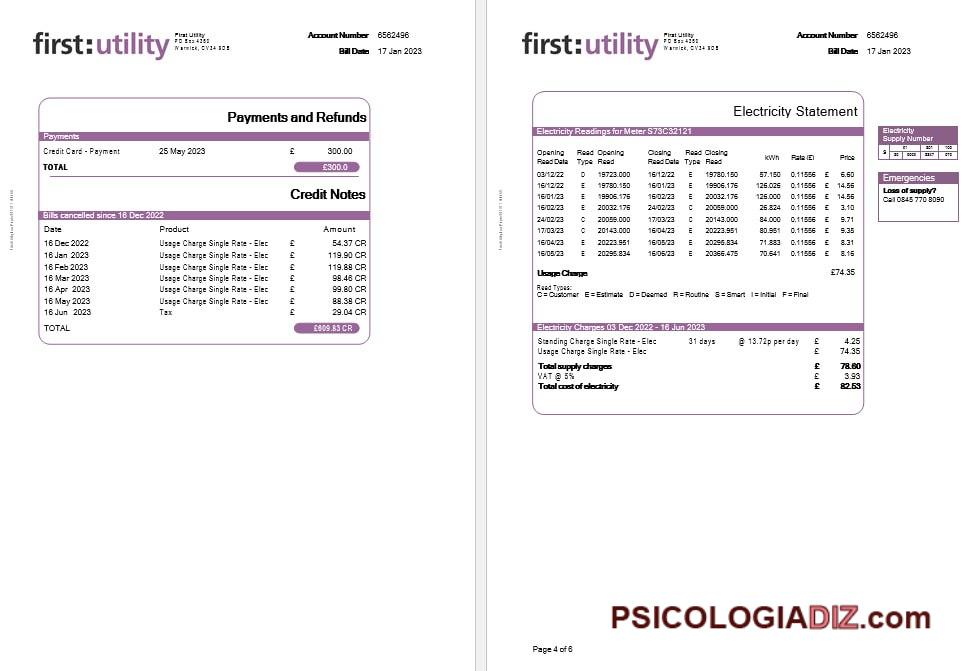 first:utility
First Utility
PO Box 4360
Warwick, CV34 9DB
Account Number 6562496
Bill Date 17 Jan 2023
Payments and Refunds
Payments
Credit Card - Payment 25 May 2023 £ 300.00
TOTAL £300.0
Credit Notes
Bills cancelled since 16 Dec 2022
Date Product Amount
16 Dec 2022 Usage Charge Single Rate - Elec £ 54.37 CR
16 Jan 2023 Usage Charge Single Rate - Elec £ 119.90 CR
16 Feb 2023 Usage Charge Single Rate - Elec £ 119.88 CR
16 Mar 2023 Usage Charge Single Rate - Elec £ 98.46 CR
16 Apr 2023 Usage Charge Single Rate - Elec £ 99.80 CR
16 May 2023 Usage Charge Single Rate - Elec £ 88.38 CR
16 Jun 2023 Tax £ 29.04 CR
TOTAL £609.83 CR
first:utility
First Utility
PO Box 4360
Warwick, CV34 9DB
Account Number 6562496
Bill Date 17 Jan 2023
Electricity Statement
Electricity Readings for Meter S73C32121
Opening Read Opening Closing Read Closing
Read Date Type Read Read Date Type Read kWh Rate (£) Price
03/12/22 C 19723.000 16/12/22 E 19780.150 57.150 0.11556 £ 6.60
16/12/22 E 19780.150 16/01/22 E 19906.176 126.026 0.11556 £ 14.56
16/01/23 E 19906.176 16/02/22 E 20032.176 126.000 0.11556 £ 14.56
16/02/23 E 20032.176 24/02/23 C 20059.000 26.824 0.11556 £ 3.10
24/02/23 C 20059.000 17/03/23 C 20143.000 84.000 0.11556 £ 9.71
17/03/23 C 20143.000 16/04/23 E 20223.951 80.951 0.11556 £ 9.35
16/04/23 E 20223.951 16/05/23 E 20295.834 71.883 0.11556 £ 8.31
16/05/23 E 20295.834 16/06/23 E 20366.475 70.641 0.11556 £ 8.16
Usage Charge £74.35
Read Types:
C = Customer E = Estimate D = Deemed R = Routine S = Smart I = Initial F = Final
Electricity Charges 03 Dec 2022 - 16 Jun 2023
Standing Charge Single Rate - Elec 31 days @ 13.72p per day £ 4.25
Usage Charge Single Rate - Elec £ 74.35
Total supply charges £ 78.60
VAT @ 5% £ 3.93
Total cost of electricity £ 82.53
Electricity
Supply Number
S
Emergencies
Loss of supply?
Call 0845 770 8090
PSICOLOGIADIZ.com
Page 4 of 6